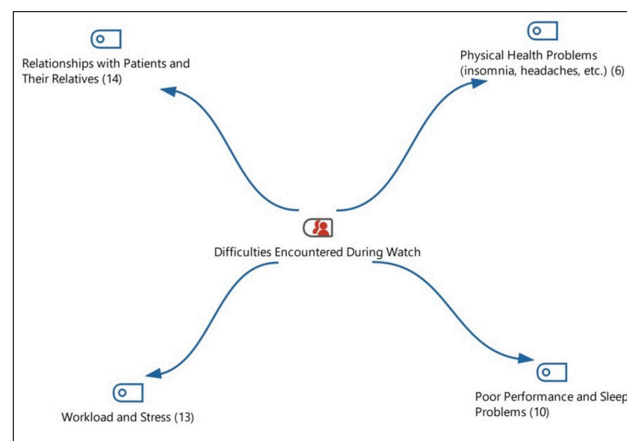 Relationships with Patients and
Their Relatives (14)
Physical Health Problems
(insomnia, headaches, etc.) (6)
Difficulties Encountered During Watch
Workload and Stress (13)
Poor Performance and Sleep
Problems (10)